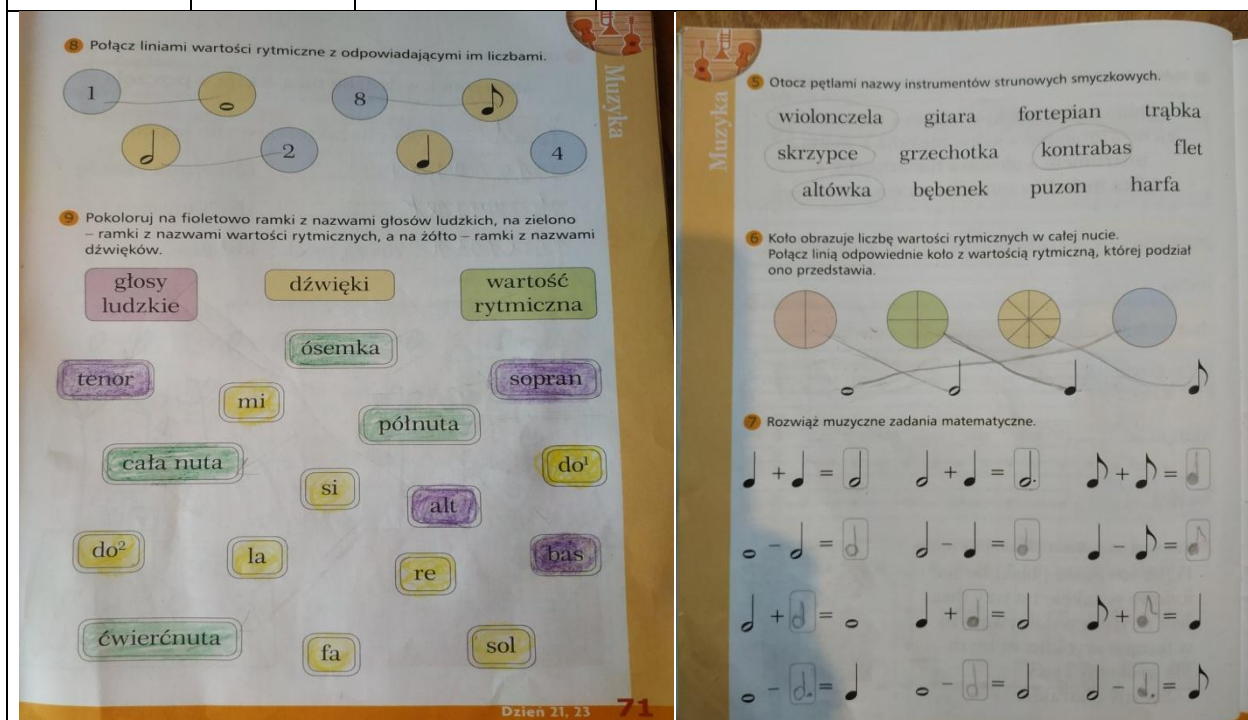 8 Połącz liniami wartości rytmiczne z odpowiadającymi im liczbami.
1 8
2 4
Muzyka
9 Pokoloruj na fioletowo ramki z nazwami głosów ludzkich, na zielono
– ramki z nazwami wartości rytmicznych, a na żółto – ramki z nazwami
dźwięków.
głosy
ludzkie
dźwięki
wartość
rytmiczna
ósemka
tenor
sopran
mi
półnuta
cała nuta
do¹
si
alt
do²
la
bas
re
ćwierćnuta
fa
sol
Dzień 21, 23 71
Muzyka
5 Otocz pętlami nazwy instrumentów strunowych smyczkowych.
wiolonczela gitara fortepian trąbka
skrzypce grzechotka kontrabas flet
altówka bębenek puzon harfa
6 Koło obrazuje liczbę wartości rytmicznych w całej nucie.
Połącz linią odpowiednie koło z wartością rytmiczną, której podział
ono przedstawia.
7 Rozwiąż muzyczne zadania matematyczne.